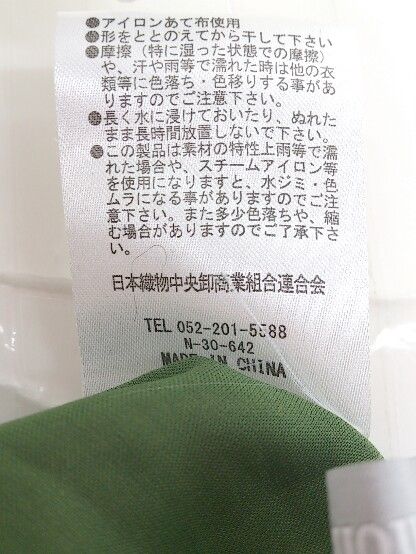 ●アイロンあて布使用
●形をととのえてから干して下さい
●摩擦（特に湿った状態での摩擦）
や、汗や雨等で濡れた時は他の衣
類等に色落ち・色移りする事があ
りますのでご注意下さい。
●長く水に浸けておいたり、ぬれた
まま長時間放置しないで下さい。
●この製品は素材の特性上雨等で濡
れた場合や、スチームアイロン等
を使用になりますと、水ジミ・色
ムラになる事がありますのでご注
意下さい。また多少色落ちや、縮
む場合がありますのでご了承下さ
い。
日本織物中央卸商業組合連合会
TEL 052-201-5588
N-30-642
MADE IN CHINA